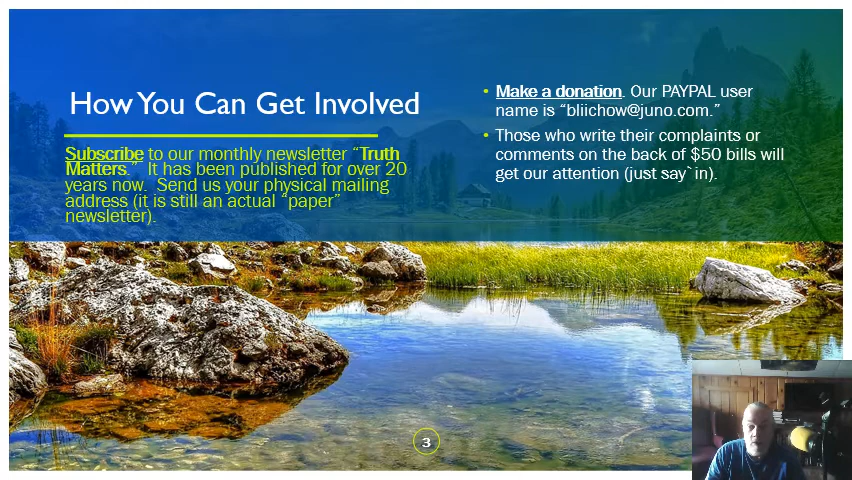 How You Can Get Involved
Subscribe to our monthly newsletter “Truth
Matters.” It has been published for over 20
years now. Send us your physical mailing
address (it is still an actual “paper”
newsletter).
• Make a donation. Our PAYPAL user
name is “bliichow@juno.com.”
• Those who write their complaints or
comments on the back of $50 bills will
get our attention (just say` in).
3